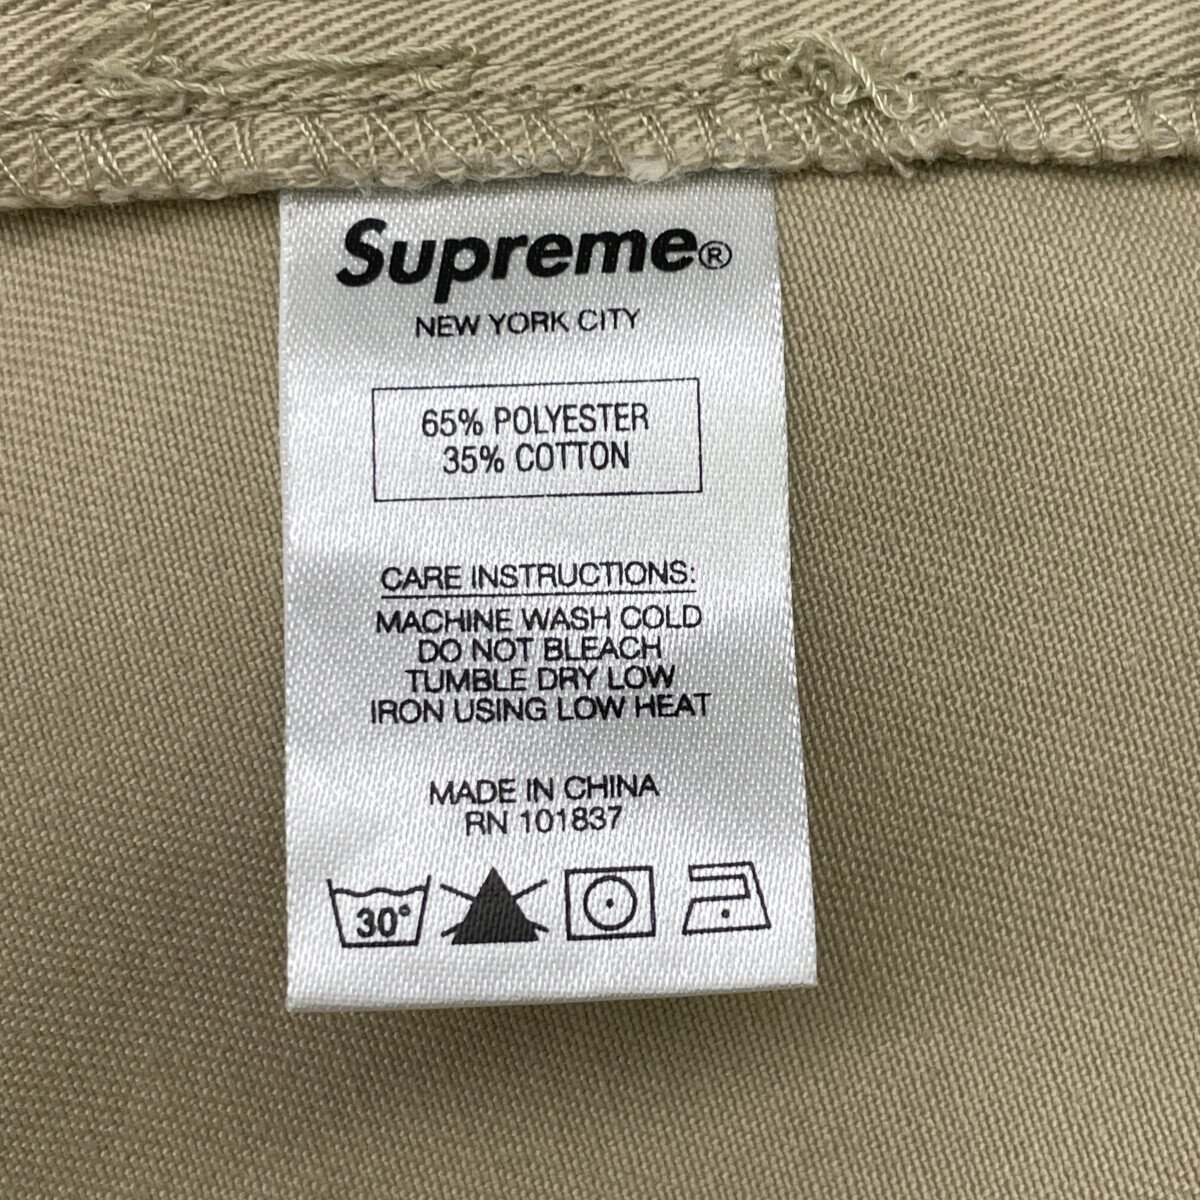 Supreme®
NEW YORK CITY
65% POLYESTER
35% COTTON
CARE INSTRUCTIONS:
MACHINE WASH COLD
DO NOT BLEACH
TUMBLE DRY LOW
IRON USING LOW HEAT
MADE IN CHINA
RN 101837
30°